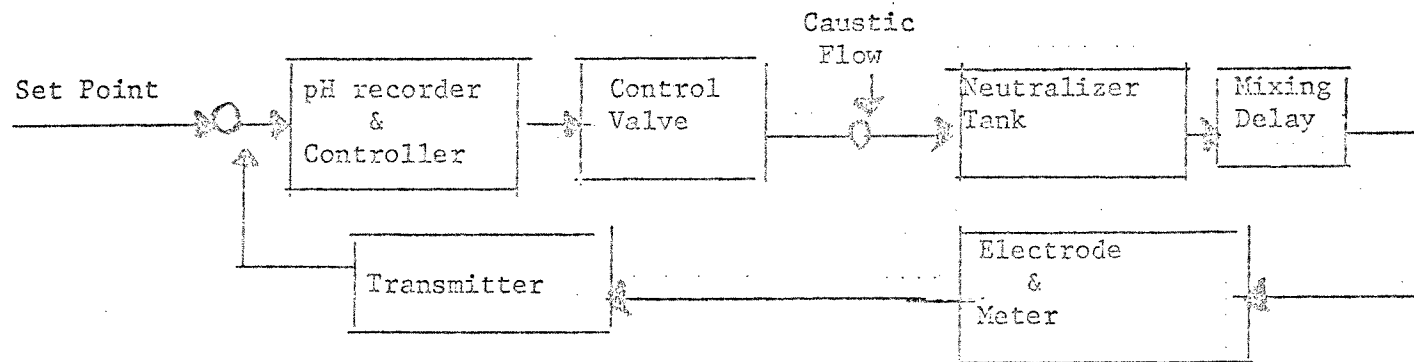 Caustic
Flow
Set Point
pH recorder
&
Controller
Control
Valve
Neutralizer
Tank
Mixing
Delay
Transmitter
Electrode
&
Meter